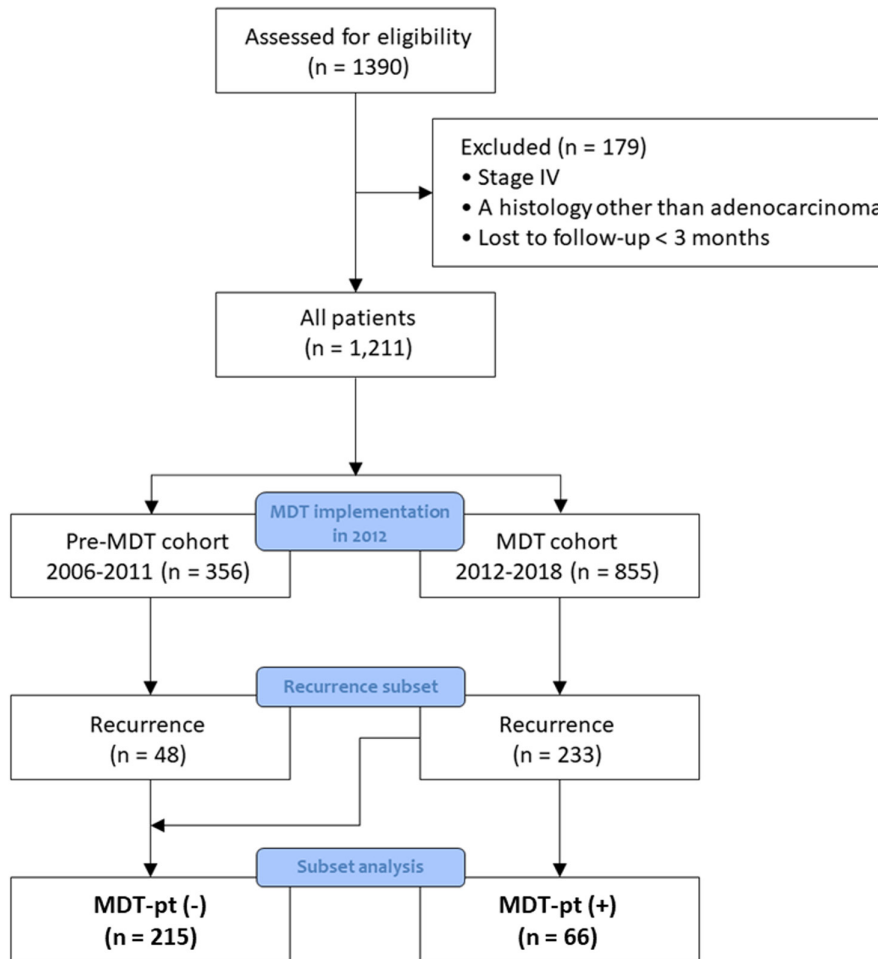 Assessed for eligibility
(n = 1390)
Excluded (n = 179)
• Stage IV
• A histology other than adenocarcinoma
• Lost to follow-up < 3 months
All patients
(n = 1,211)
MDT implementation
in 2012
Pre-MDT cohort
2006-2011 (n = 356)
MDT cohort
2012-2018 (n = 855)
Recurrence subset
Recurrence
(n = 48)
Recurrence
(n = 233)
Subset analysis
MDT-pt (-)
(n = 215)
MDT-pt (+)
(n = 66)